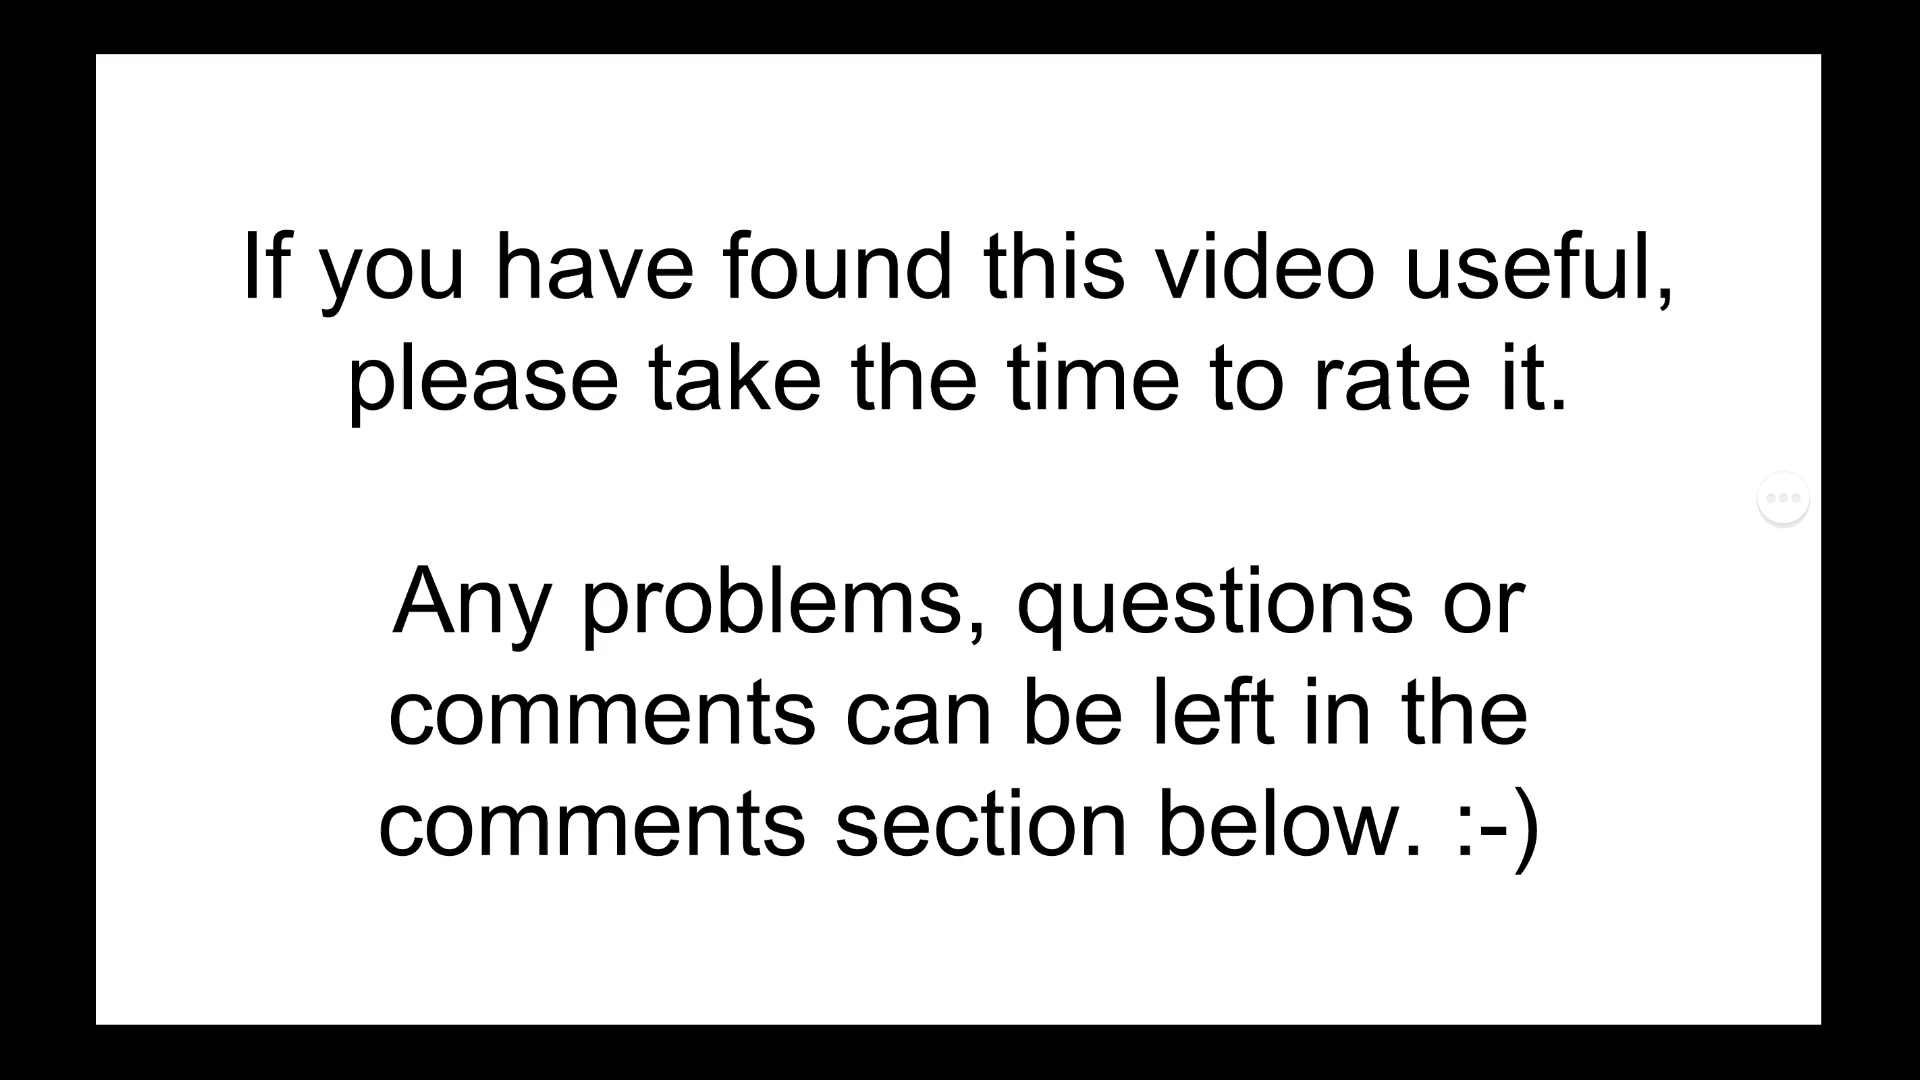 If you have found this video useful,
please take the time to rate it.
Any problems, questions or
comments can be left in the
comments section below. :-)